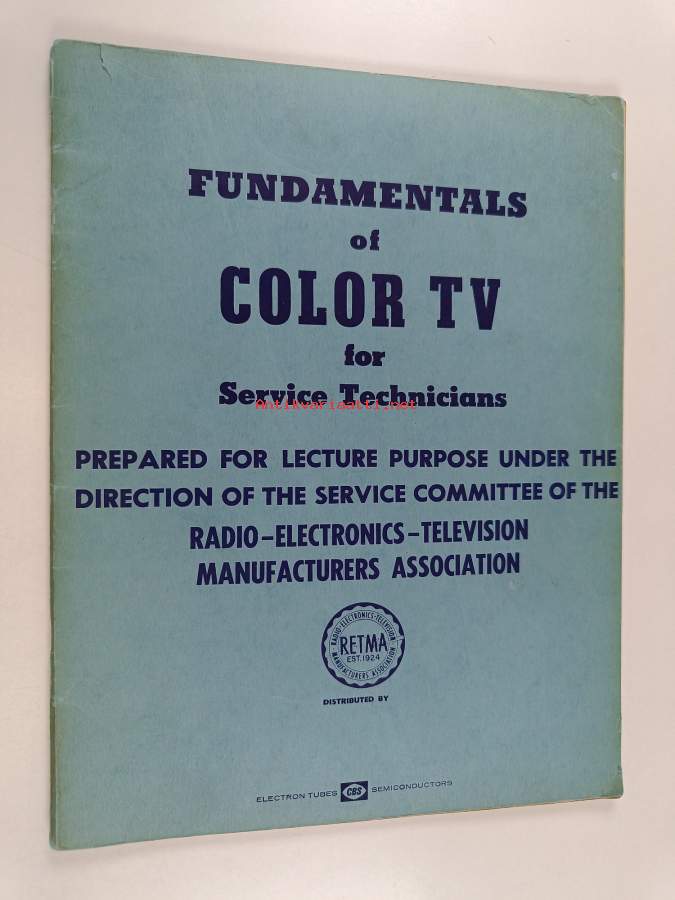 FUNDAMENTALS
of
COLOR TV
for
Service Technicians
Antikvariaatti.net
PREPARED FOR LECTURE PURPOSE UNDER THE
DIRECTION OF THE SERVICE COMMITTEE OF THE
RADIO-ELECTRONICS-TELEVISION
MANUFACTURERS ASSOCIATION
RADIO-ELECTRONICS-TELEVISION
RETMA
EST. 1924
MANUFACTURERS ASSOCIATION
DISTRIBUTED BY
ELECTRON TUBES CBS SEMICONDUCTORS